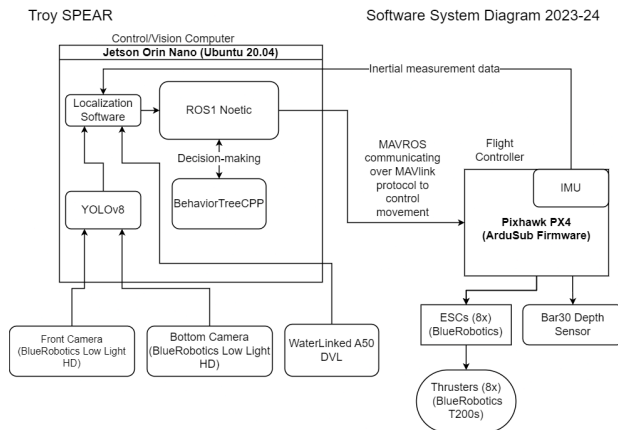 Troy SPEAR
Software System Diagram 2023-24
Control/Vision Computer
Jetson Orin Nano (Ubuntu 20.04)
Inertial measurement data
Localization
Software
ROS1 Noetic
Decision-making
BehaviorTreeCPP
YOLOv8
MAVROS
communicating
over MAVlink
protocol to
control
movement
Flight
Controller
IMU
Pixhawk PX4
(ArduSub Firmware)
Front Camera
(BlueRobotics Low Light
HD)
Bottom Camera
(BlueRobotics Low Light
HD)
WaterLinked A50
DVL
ESCs (8x)
(BlueRobotics)
Bar30 Depth
Sensor
Thrusters (8x)
(BlueRobotics
T200s)